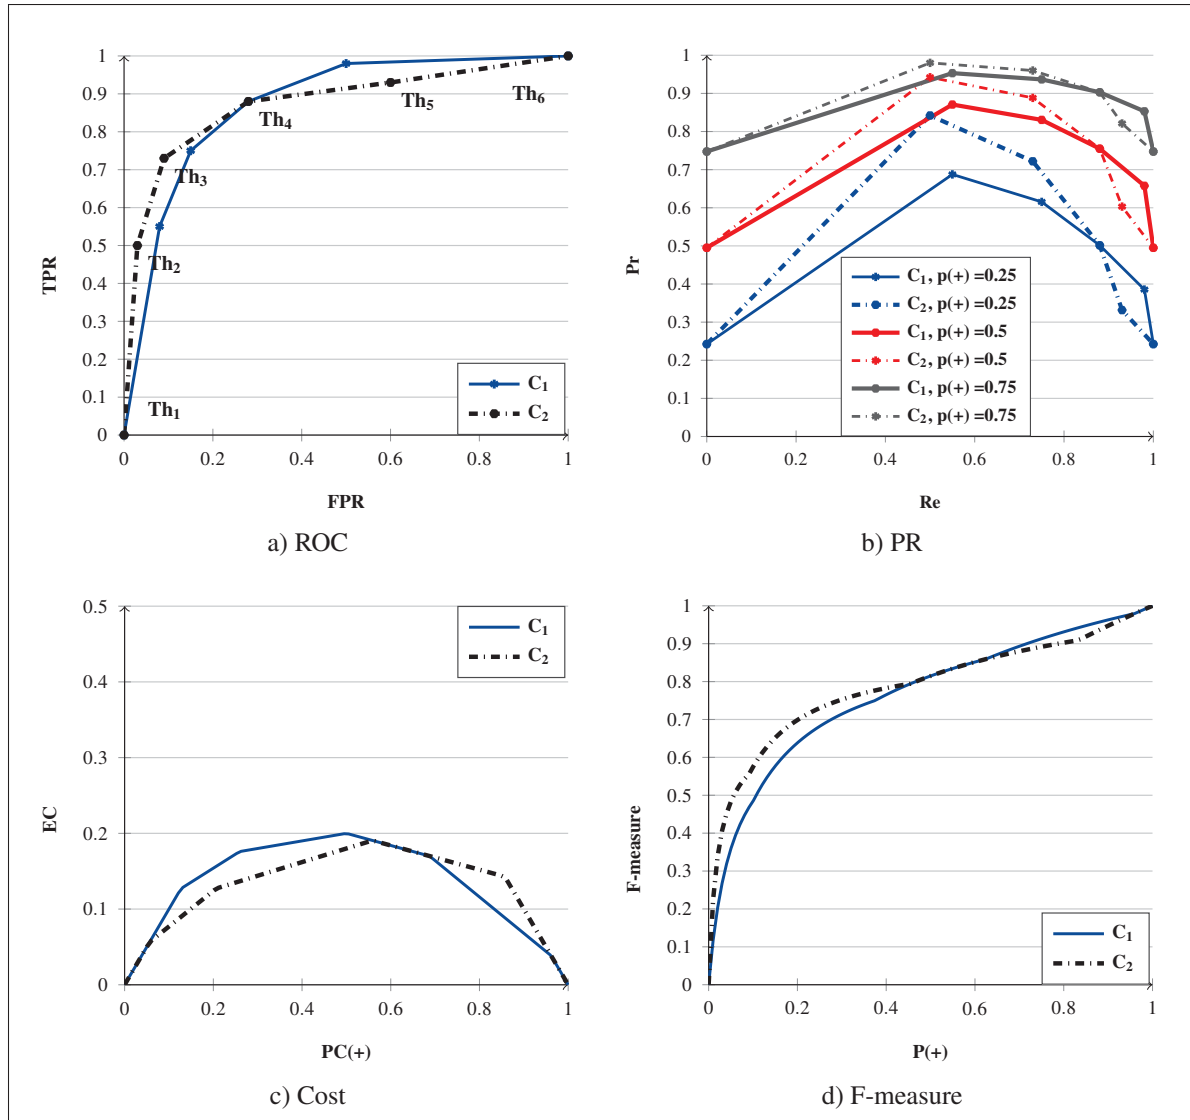 1
0.9
0.8
0.7
0.6
0.5
0.4
0.3
0.2
0.1
0
TPR
Th1
Th2
Th3
Th4
Th5
Th6
C1
C2
0
0.2
0.4
0.6
0.8
1
FPR
a) ROC
1
0.9
0.8
0.7
0.6
0.5
0.4
0.3
0.2
0.1
0
Pr
C1, p(+) =0.25
C2, p(+) =0.25
C1, p(+) =0.5
C2, p(+) =0.5
C1, p(+) =0.75
C2, p(+) =0.75
0
0.2
0.4
0.6
0.8
1
Re
b) PR
0.5
0.4
0.3
0.2
0.1
0
EC
C1
C2
0
0.2
0.4
0.6
0.8
1
PC(+)
c) Cost
1
0.9
0.8
0.7
0.6
0.5
0.4
0.3
0.2
0.1
0
F-measure
C1
C2
0
0.2
0.4
0.6
0.8
1
P(+)
d) F-measure